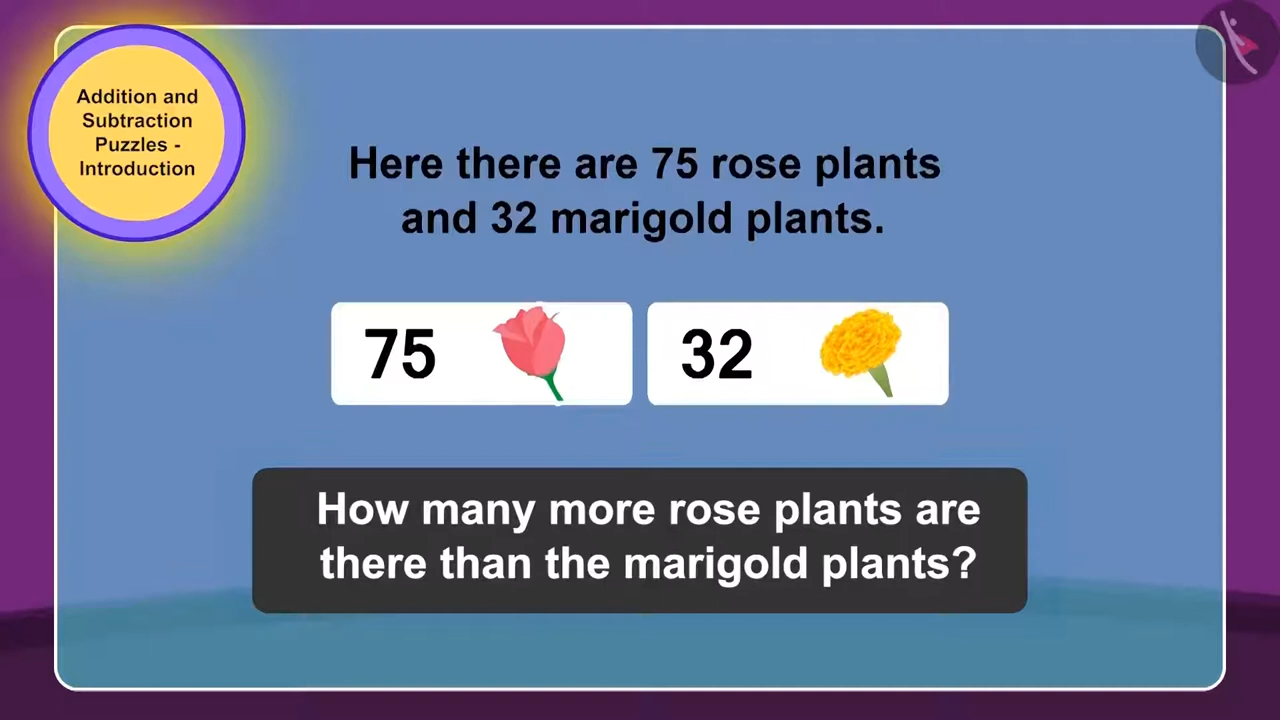 Addition and
Subtraction
Puzzles -
Introduction
Here there are 75 rose plants
and 32 marigold plants.
75
32
How many more rose plants are
there than the marigold plants?